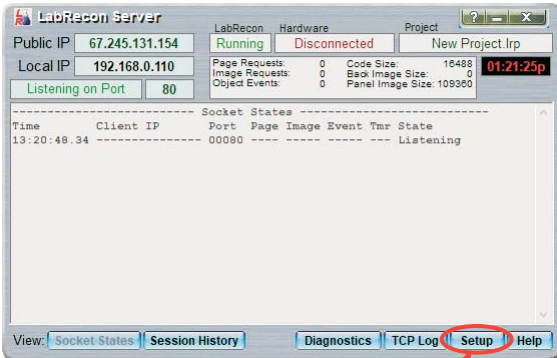 LabRecon Server
? – X
LabRecon Hardware Project
Public IP 67.245.131.154 Running Disconnected New Project.lrp
Local IP 192.168.0.110
Page Requests: 0 Code Size: 16488
Image Requests: 0 Back Image Size: 0
Object Events: 0 Panel Image Size: 109360
01:21:25p
Listening on Port 80
---------------------------- Socket States -----------------------------
Time Client IP Port Page Image Event Tmr State
13:20:48.34 --------------- 00080 ---- ----- ----- --- Listening
View: Socket States Session History Diagnostics TCP Log Setup Help